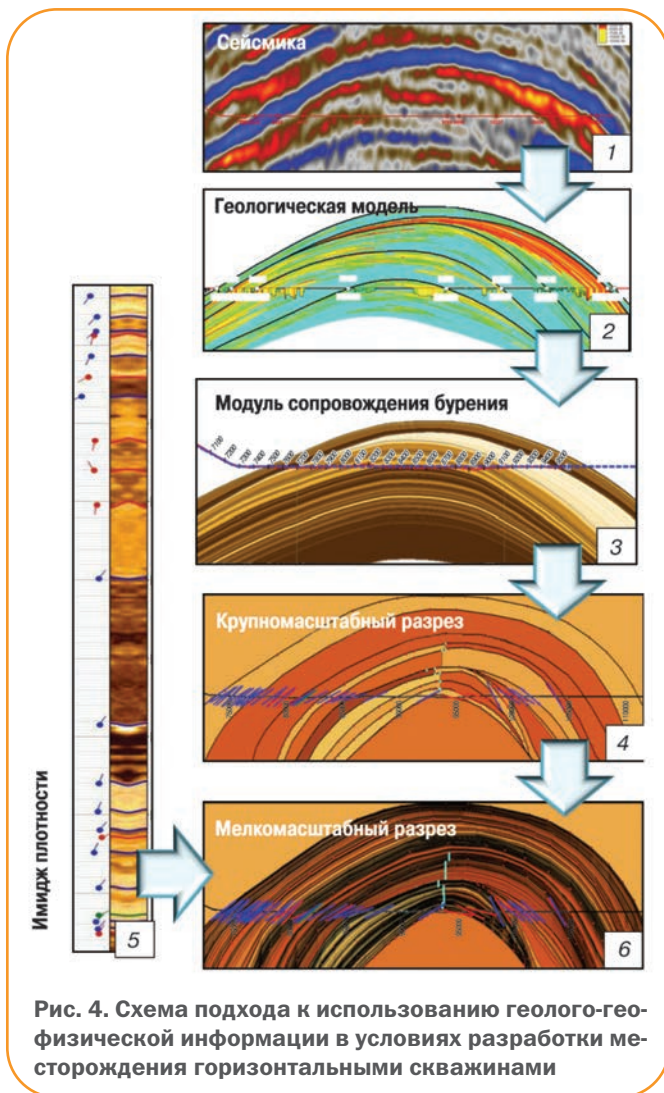 Сейсмика
1
Геологическая модель
2
Модуль сопровождения бурения
3
Крупномасштабный разрез
4
Мелкомасштабный разрез
6
Имидж плотности
5
Рис. 4. Схема подхода к использованию геолого-гео-
физической информации в условиях разработки ме-
сторождения горизонтальными скважинами